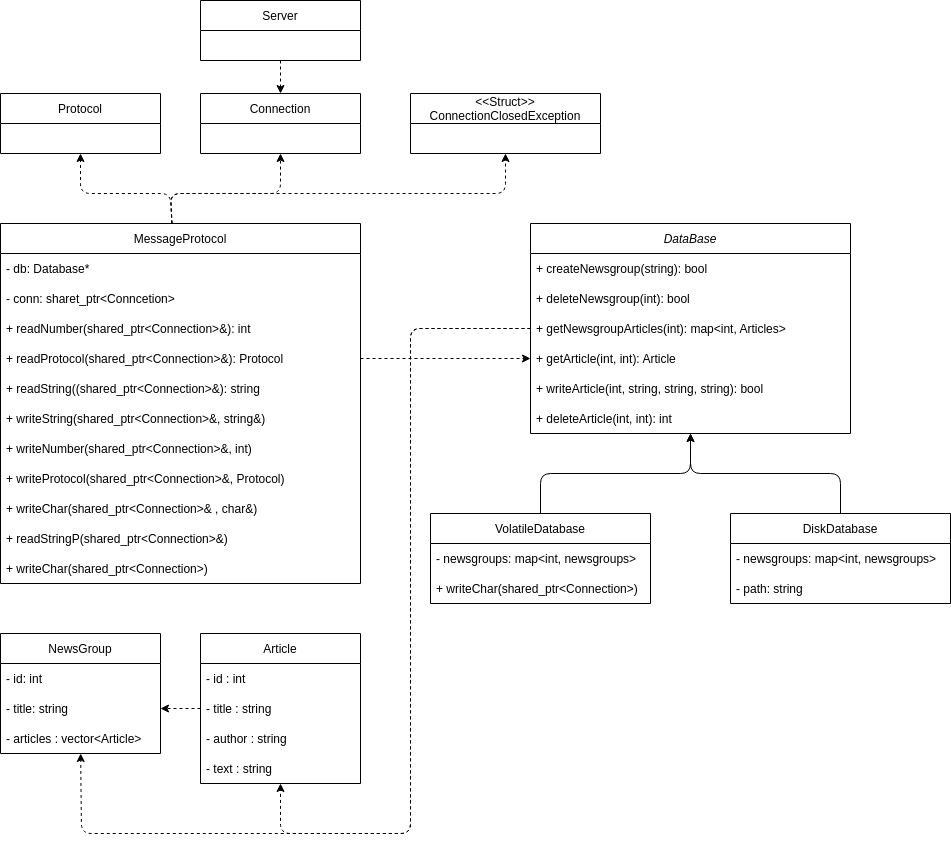 Server
Protocol
Connection
<<Struct>>
ConnectionClosedException
MessageProtocol
- db: Database*
- conn: sharet_ptr<Conncetion>
+ readNumber(shared_ptr<Connection>&): int
+ readProtocol(shared_ptr<Connection>&): Protocol
+ readString((shared_ptr<Connection>&): string
+ writeString(shared_ptr<Connection>&, string&)
+ writeNumber(shared_ptr<Connection>&, int)
+ writeProtocol(shared_ptr<Connection>&, Protocol)
+ writeChar(shared_ptr<Connection>& , char&)
+ readStringP(shared_ptr<Connection>&)
+ writeChar(shared_ptr<Connection>)
DataBase
+ createNewsgroup(string): bool
+ deleteNewsgroup(int): bool
+ getNewsgroupArticles(int): map<int, Articles>
+ getArticle(int, int): Article
+ writeArticle(int, string, string, string): bool
+ deleteArticle(int, int): int
VolatileDatabase
- newsgroups: map<int, newsgroups>
+ writeChar(shared_ptr<Connection>)
DiskDatabase
- newsgroups: map<int, newsgroups>
- path: string
NewsGroup
- id: int
- title: string
- articles : vector<Article>
Article
- id : int
- title : string
- author : string
- text : string